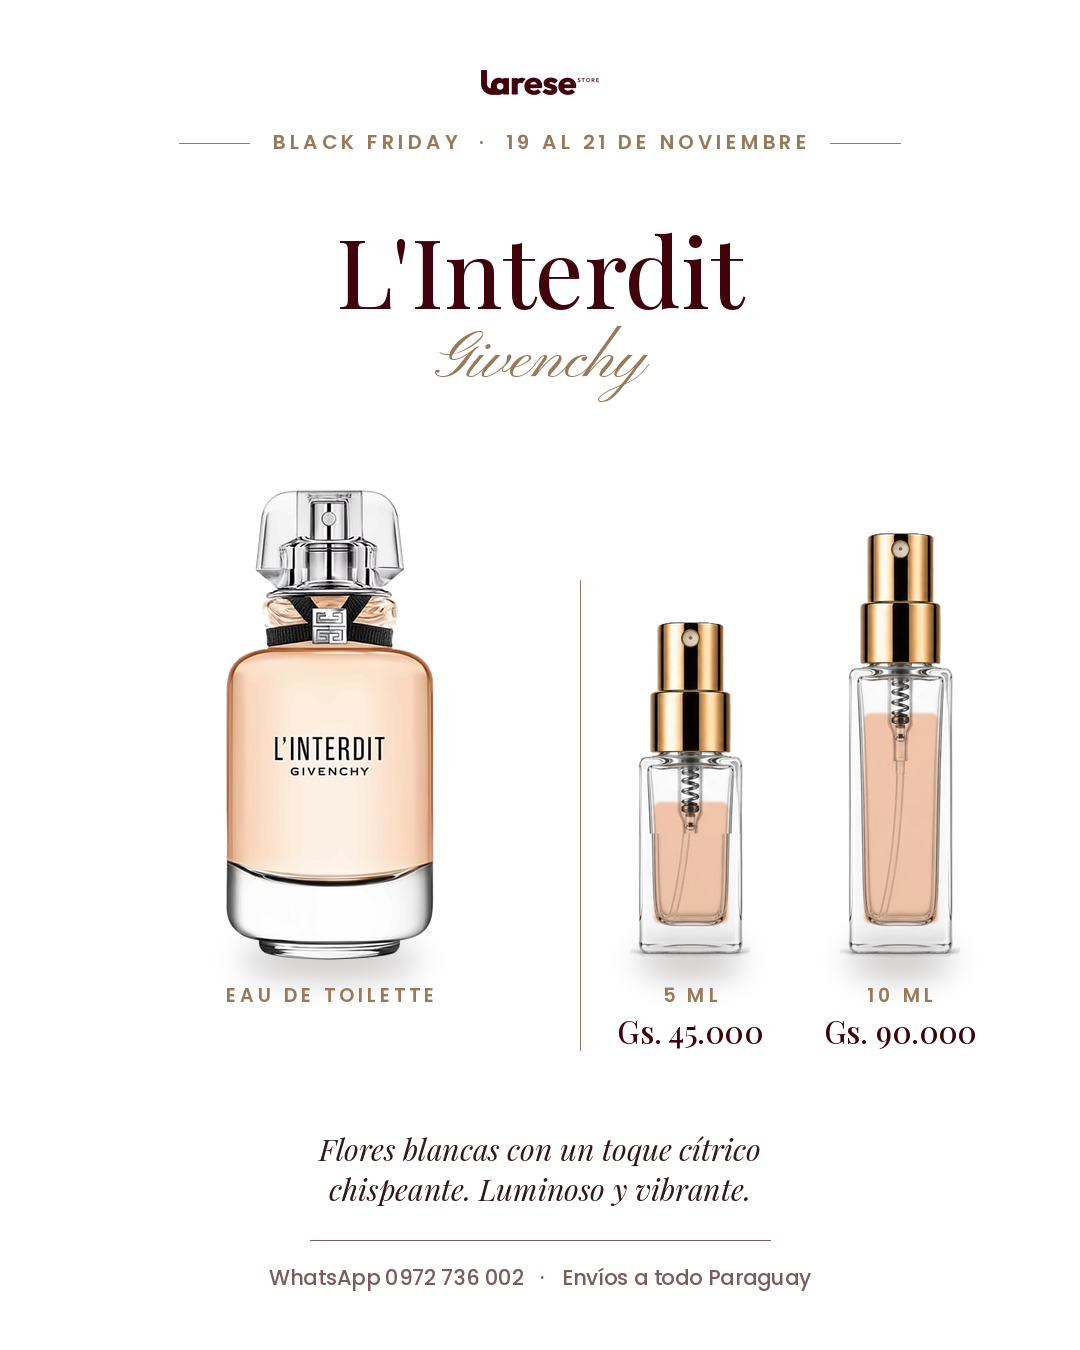 larese STORE
BLACK FRIDAY · 19 AL 21 DE NOVIEMBRE
L'Interdit
Givenchy
L'INTERDIT
GIVENCHY
EAU DE TOILETTE
5 ML
Gs. 45.000
10 ML
Gs. 90.000
Flores blancas con un toque cítrico
chispeante. Luminoso y vibrante.
WhatsApp 0972 736 002 · Envíos a todo Paraguay